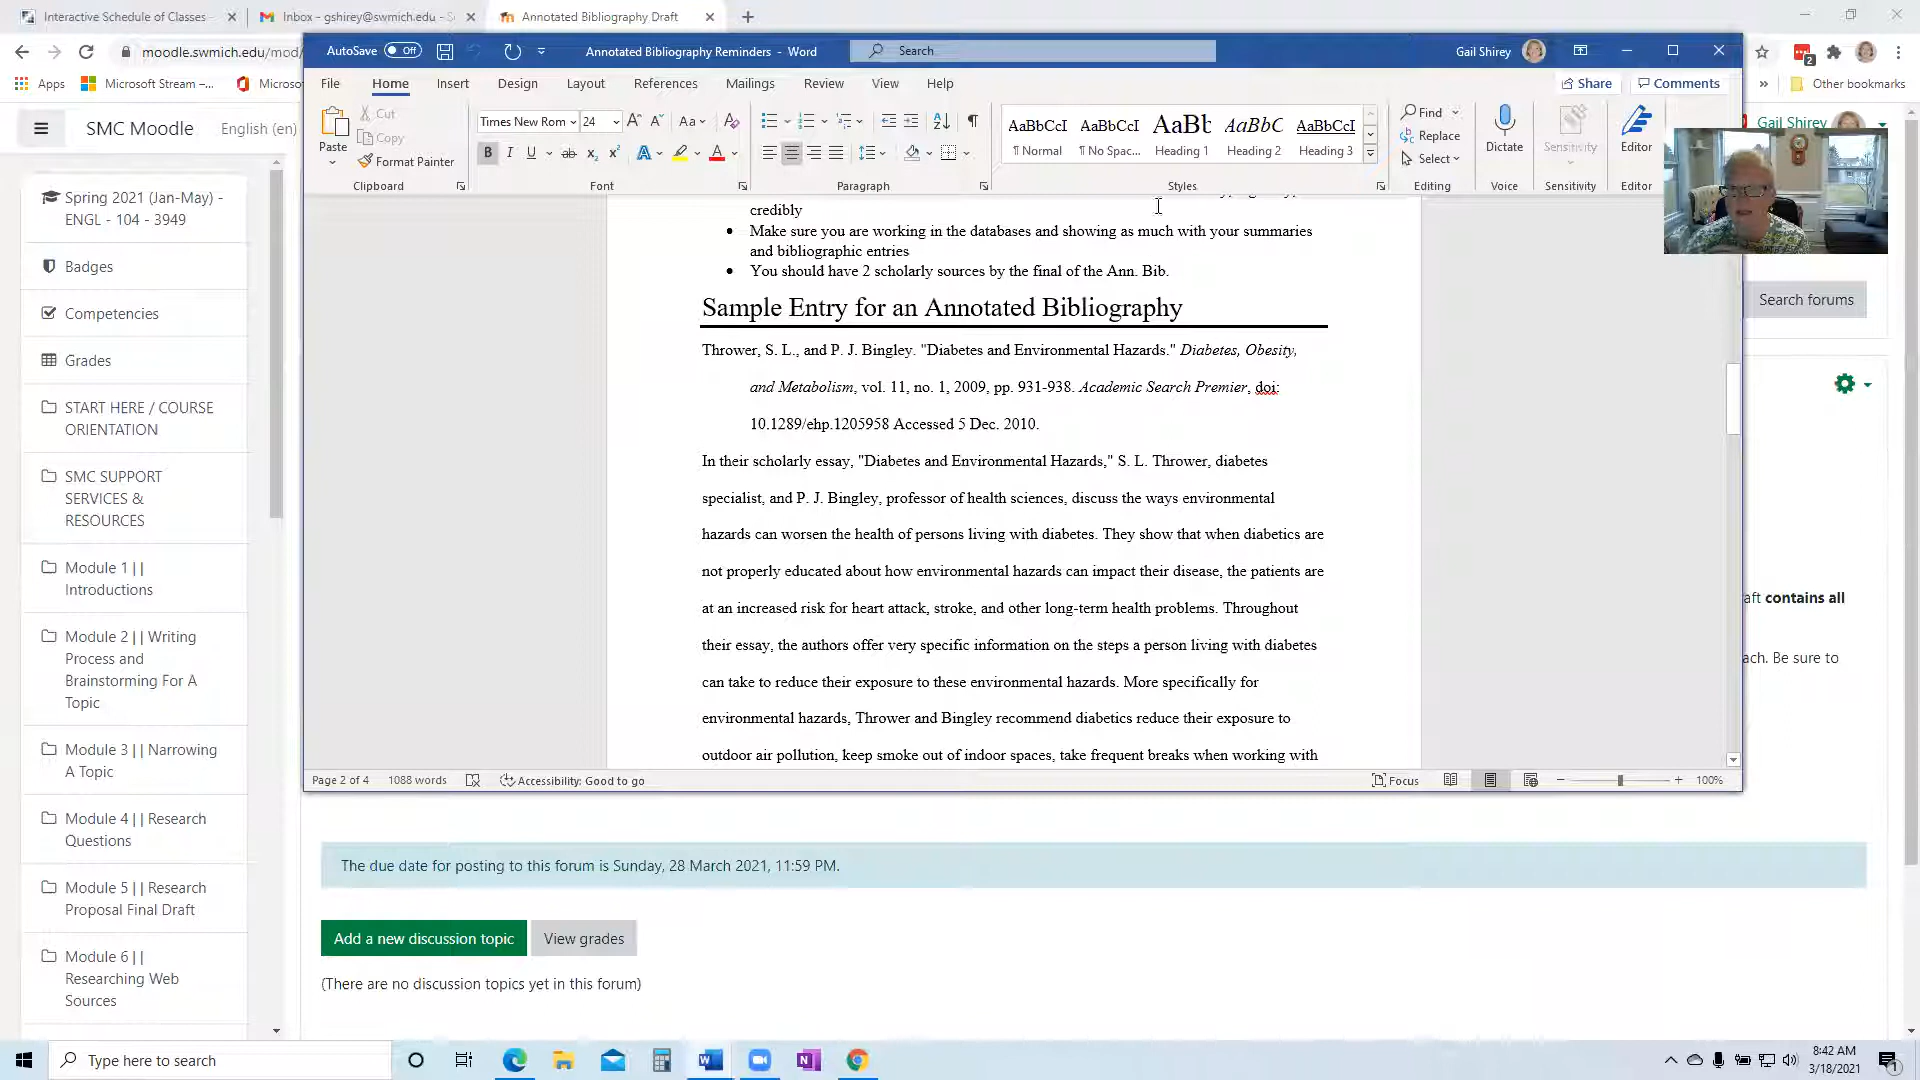 Interactive Schedule of Classes
Inbox - gshirey@swmich.edu - S
Annotated Bibliography Draft
moodle.swmich.edu/mod/
Apps
Microsoft Stream –...
Microso
Other bookmarks
2
AutoSave Off
Annotated Bibliography Reminders - Word
Search
Gail Shirey
File Home Insert Design Layout References Mailings Review View Help
Share
Comments
Paste
Cut
Copy
Format Painter
Clipboard
Times New Rom
24
Font
Paragraph
AaBbCcI AaBbCcI AaBb AaBbC AaBbCcI
¶ Normal ¶ No Spac... Heading 1 Heading 2 Heading 3
Styles
Find
Replace
Select
Editing
Dictate
Voice
Sensitivity
Sensitivity
Editor
Editor
SMC Moodle
English (en)
Gail Shirey
Spring 2021 (Jan-May) -
ENGL - 104 - 3949
Badges
Competencies
Grades
START HERE / COURSE
ORIENTATION
SMC SUPPORT
SERVICES &
RESOURCES
Module 1 ||
Introductions
Module 2 || Writing
Process and
Brainstorming For A
Topic
Module 3 || Narrowing
A Topic
Module 4 || Research
Questions
Module 5 || Research
Proposal Final Draft
Module 6 ||
Researching Web
Sources
credibly
• Make sure you are working in the databases and showing as much with your summaries
and bibliographic entries
• You should have 2 scholarly sources by the final of the Ann. Bib.
Sample Entry for an Annotated Bibliography
Thrower, S. L., and P. J. Bingley. "Diabetes and Environmental Hazards." Diabetes, Obesity,
and Metabolism, vol. 11, no. 1, 2009, pp. 931-938. Academic Search Premier, doi:
10.1289/ehp.1205958 Accessed 5 Dec. 2010.
In their scholarly essay, "Diabetes and Environmental Hazards," S. L. Thrower, diabetes
specialist, and P. J. Bingley, professor of health sciences, discuss the ways environmental
hazards can worsen the health of persons living with diabetes. They show that when diabetics are
not properly educated about how environmental hazards can impact their disease, the patients are
at an increased risk for heart attack, stroke, and other long-term health problems. Throughout
their essay, the authors offer very specific information on the steps a person living with diabetes
can take to reduce their exposure to these environmental hazards. More specifically for
environmental hazards, Thrower and Bingley recommend diabetics reduce their exposure to
outdoor air pollution, keep smoke out of indoor spaces, take frequent breaks when working with
Page 2 of 4
1088 words
Accessibility: Good to go
Focus
100%
Search forums
aft contains all
ach. Be sure to
The due date for posting to this forum is Sunday, 28 March 2021, 11:59 PM.
Add a new discussion topic
View grades
(There are no discussion topics yet in this forum)
Type here to search
8:42 AM
3/18/2021